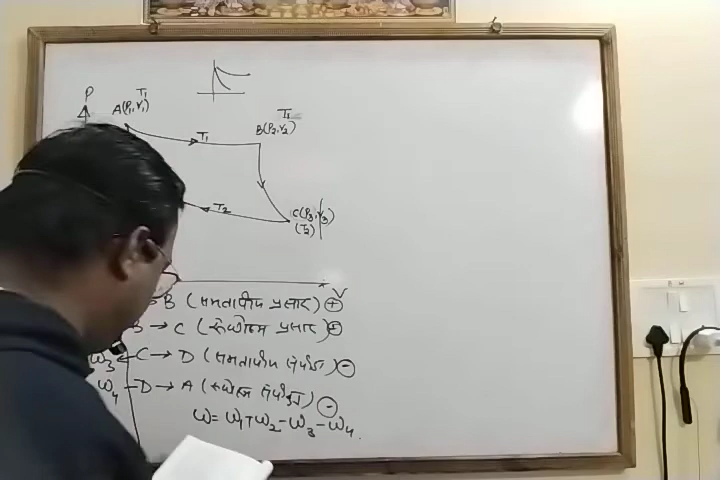 P
T₁
A(P₁,V₁)
T₁
B(P₂,V₂)
T₁
T₂
C(P₃,V₃)
(T₂)
V
B (समतापीय प्रसार) +
B → C (रुद्धोष्म प्रसार) +
W₃ ← C → D (समतापीय संपीडन) −
W₄ − D → A (रुद्धोष्म संपीडन) −
W = W₁ + W₂ − W₃ − W₄.